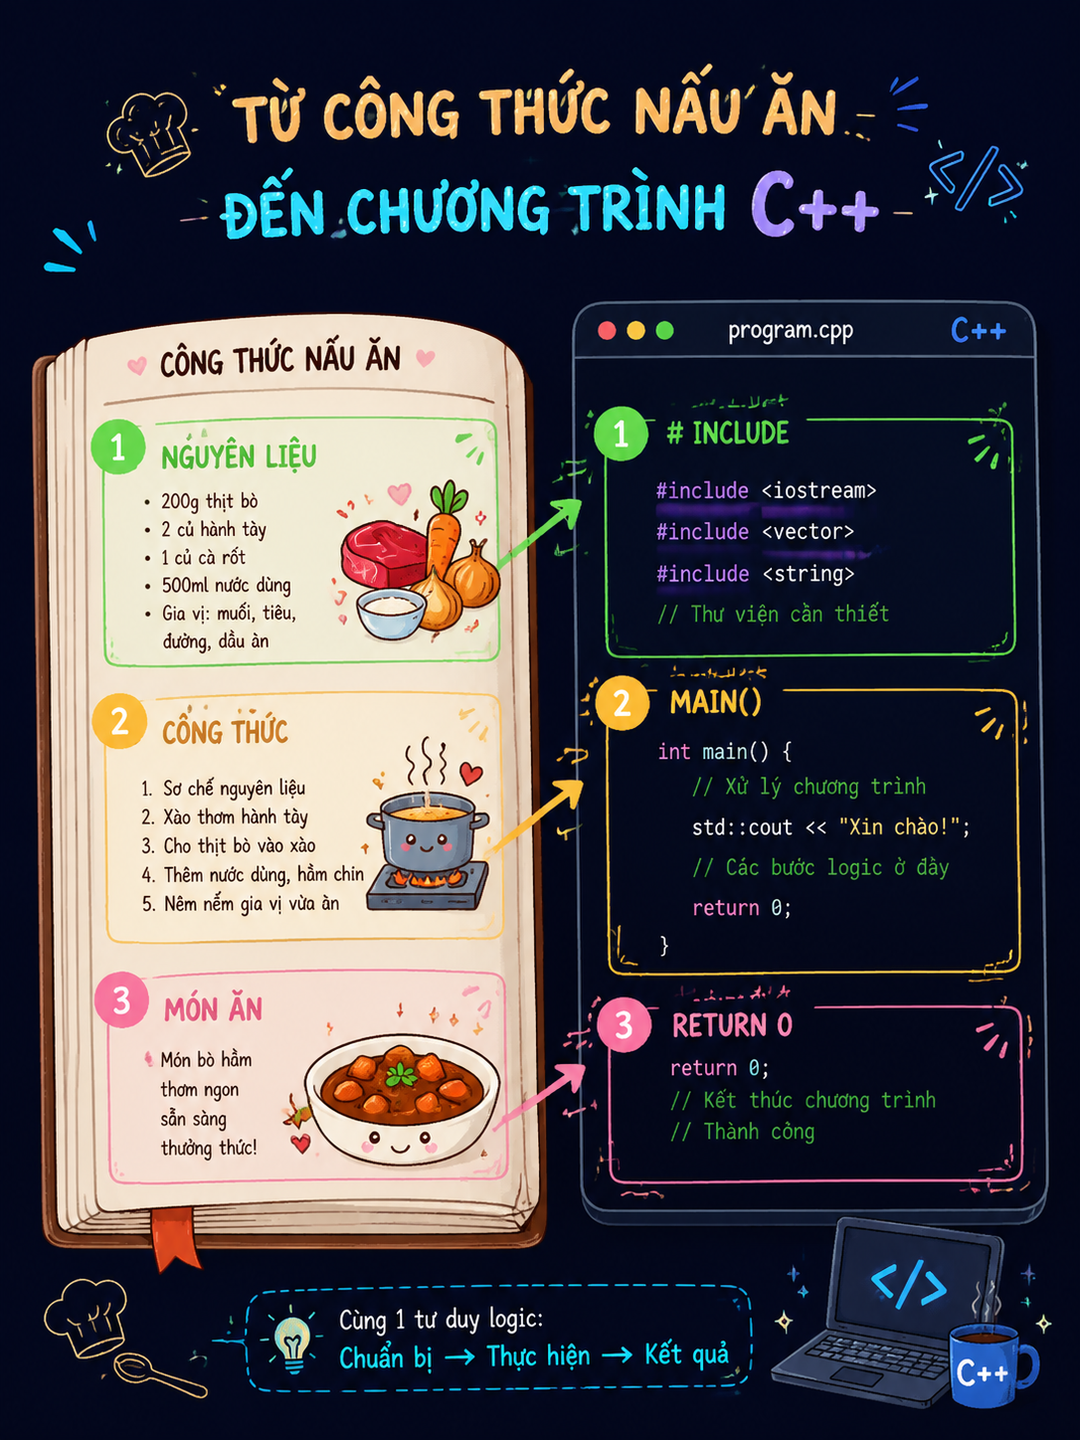 TỪ CÔNG THỨC NẤU ĂN
ĐẾN CHƯƠNG TRÌNH C++
CÔNG THỨC NẤU ĂN
1 NGUYÊN LIỆU
• 200g thịt bò
• 2 củ hành tây
• 1 củ cà rốt
• 500ml nước dùng
• Gia vị: muối, tiêu,
đường, dầu àn
2 CÔNG THỨC
1. Sơ chế nguyên liệu
2. Xào thơm hành tây
3. Cho thịt bò vào xào
4. Thêm nước dùng, hầm chin
5. Nêm nếm gia vị vừa àn
3 MÓN ĂN
Món bò hầm
thơm ngon
sẵn sàng
thưởng thức!
program.cpp C++
1 # INCLUDE
#include <iostream>
#include <vector>
#include <string>
// Thư viện cần thiết
2 MAIN()
int main() {
// Xử lý chương trình
std::cout << "Xin chào!";
// Các bước logic ở đầy
return 0;
}
3 RETURN 0
return 0;
// Kết thúc chương trình
// Thành cỏng
Cùng 1 tư duy logic:
Chuẩn bị → Thực hiện → Kết quả
</>
</>
C++